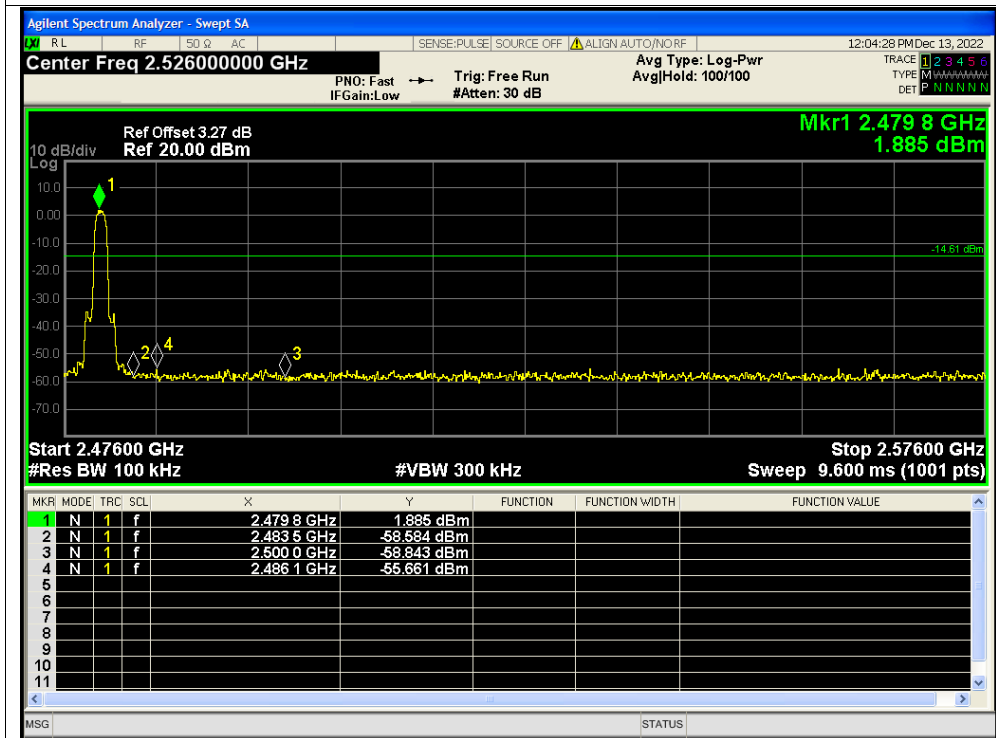 Agilent Spectrum Analyzer - Swept SA
LXI RL RF 50 Ω AC SENSE:PULSE SOURCE OFF ALIGN AUTO/NO RF 12:04:28 PM Dec 13, 2022
Center Freq 2.526000000 GHz
PNO: Fast
IFGain:Low
Trig: Free Run
#Atten: 30 dB
Avg Type: Log-Pwr
Avg|Hold: 100/100
TRACE 1 2 3 4 5 6
TYPE M WWWWW
DET P N N N N N
Mkr1 2.479 8 GHz
1.885 dBm
Ref Offset 3.27 dB
10 dB/div Ref 20.00 dBm
Log
10.0
0.00
-10.0
-20.0
-30.0
-40.0
-50.0
-60.0
-70.0
1
-14.61 dBm
2
4
3
Start 2.47600 GHz Stop 2.57600 GHz
#Res BW 100 kHz #VBW 300 kHz Sweep 9.600 ms (1001 pts)
MKR MODE TRC SCL X Y FUNCTION FUNCTION WIDTH FUNCTION VALUE
1 N 1 f 2.479 8 GHz 1.885 dBm
2 N 1 f 2.483 5 GHz -58.584 dBm
3 N 1 f 2.500 0 GHz -58.843 dBm
4 N 1 f 2.486 1 GHz -55.661 dBm
5
6
7
8
9
10
11
MSG STATUS